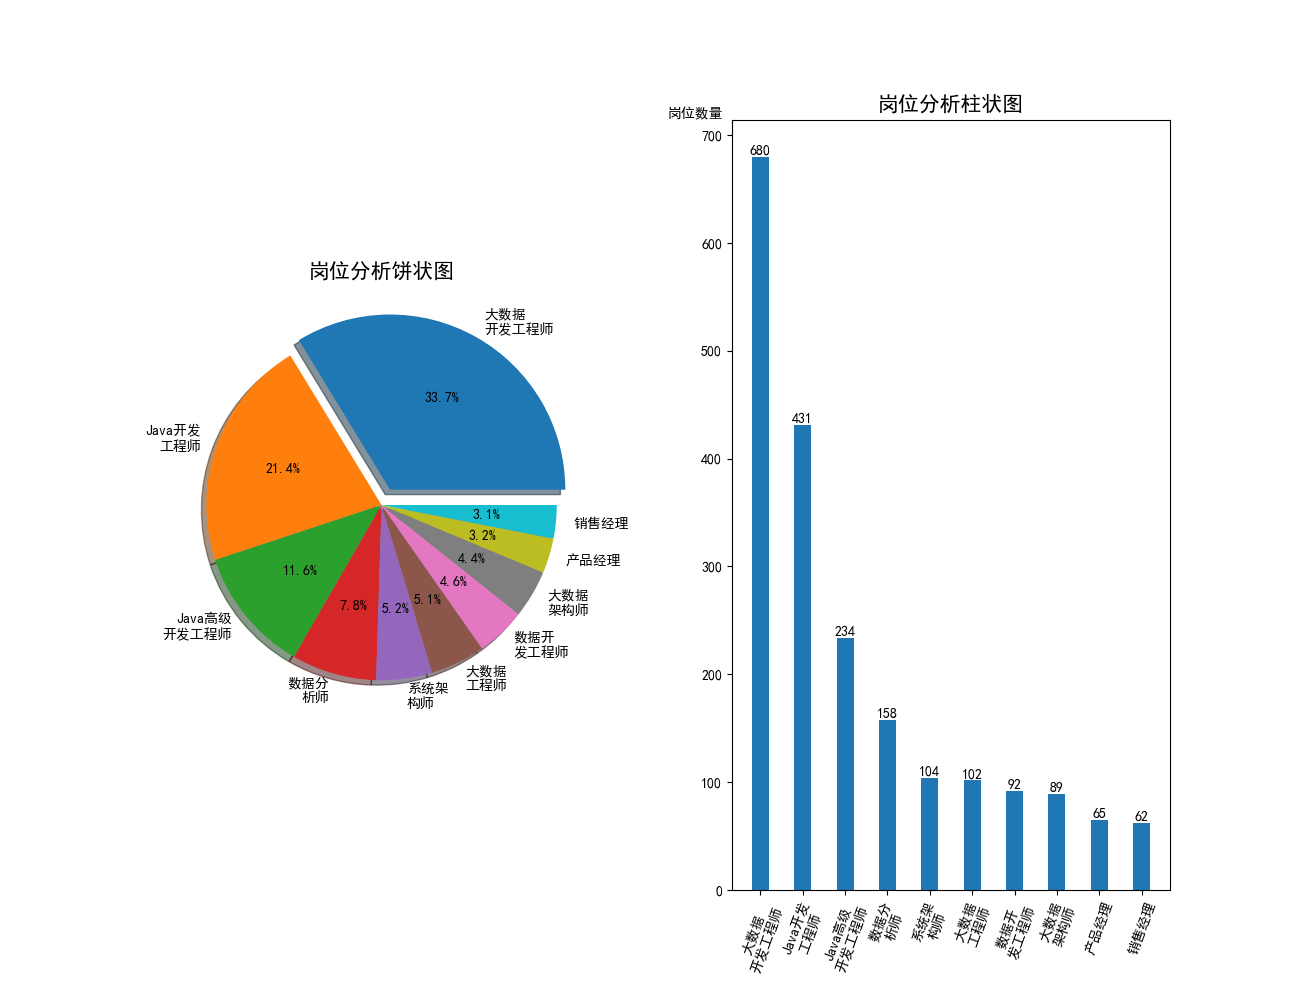 岗位分析饼状图
大数据
开发工程师
33.7%
Java开发
工程师
21.4%
Java高级
开发工程师
11.6%
数据分
析师
7.8%
系统架
构师
5.2%
大数据
工程师
5.1%
数据开
发工程师
4.6%
大数据
架构师
4.4%
产品经理
3.2%
销售经理
3.1%
岗位分析柱状图
岗位数量
700
600
500
400
300
200
100
0
680
431
234
158
104
102
92
89
65
62
大数据
开发工程师
Java开发
工程师
Java高级
开发工程师
数据分
析师
系统架
构师
大数据
工程师
数据开
发工程师
大数据
架构师
产品经理
销售经理